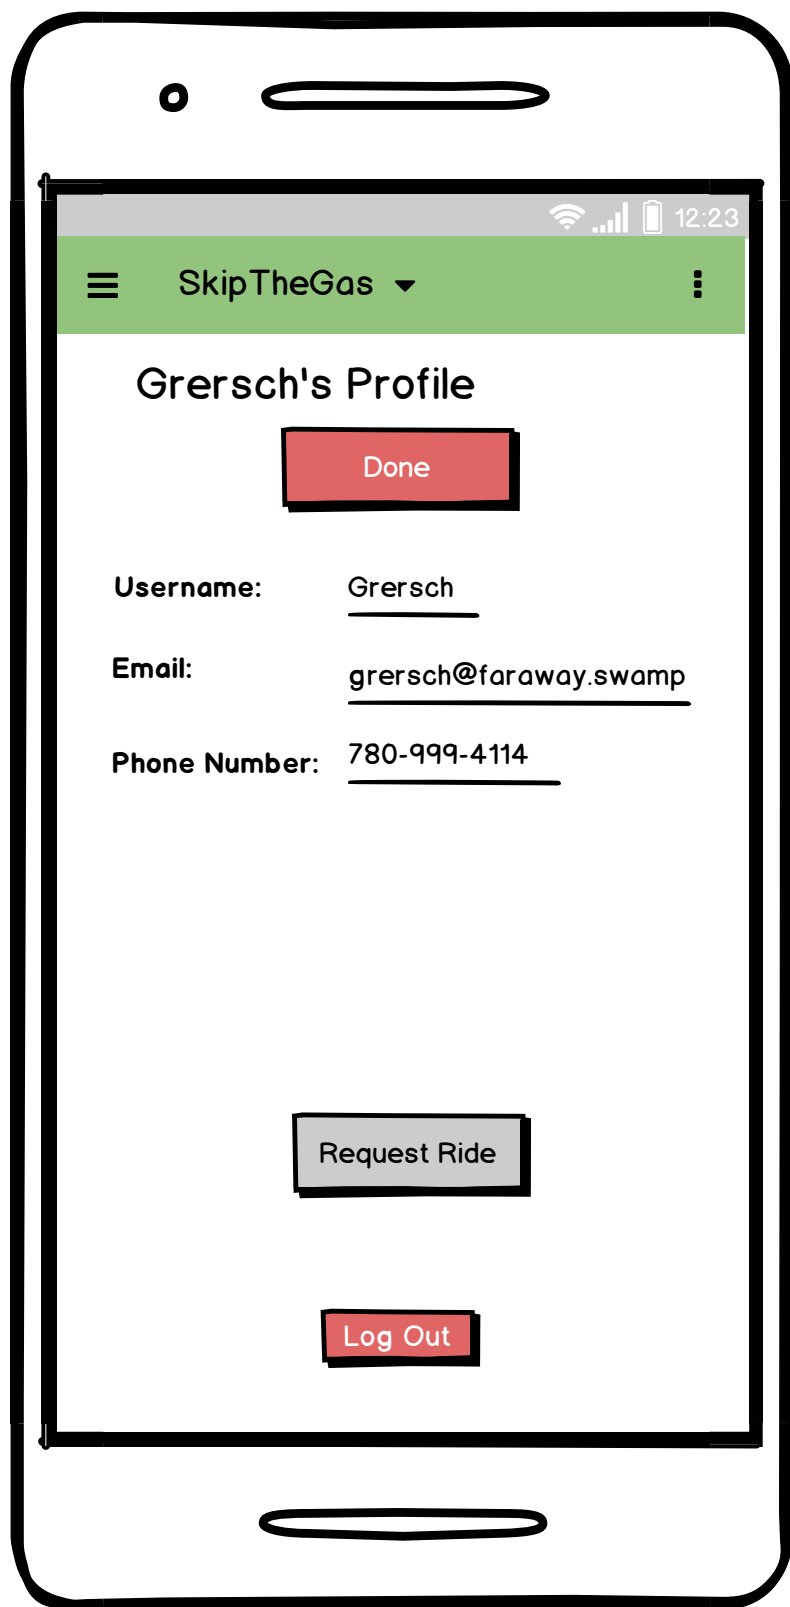 12:23
SkipTheGas
Grersch's Profile
Done
Username: Grersch
Email: grersch@faraway.swamp
Phone Number: 780-999-4114
Request Ride
Log Out